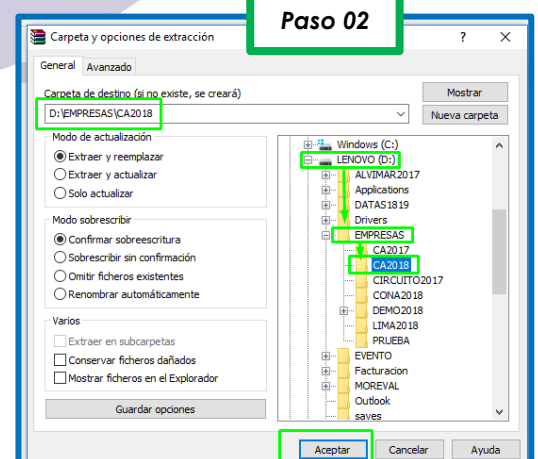 Paso 02
Carpeta y opciones de extracción
? X
General Avanzado
Carpeta de destino (si no existe, se creará)
Mostrar
D:\EMPRESAS\CA2018
Nueva carpeta
Modo de actualización
Extraer y reemplazar
Extraer y actualizar
Solo actualizar
Modo sobrescribir
Confirmar sobreescritura
Sobrescribir sin confirmación
Omitir ficheros existentes
Renombrar automáticamente
Varios
Extraer en subcarpetas
Conservar ficheros dañados
Mostrar ficheros en el Explorador
Guardar opciones
Windows (C:)
LENOVO (D:)
ALVIMAR2017
Applications
DATAS1819
Drivers
EMPRESAS
CA2017
CA2018
CIRCUITO2017
CONA2018
DEMO2018
LIMA2018
PRUEBA
EVENTO
Facturacion
MOREVAL
Outlook
saves
Aceptar Cancelar Ayuda